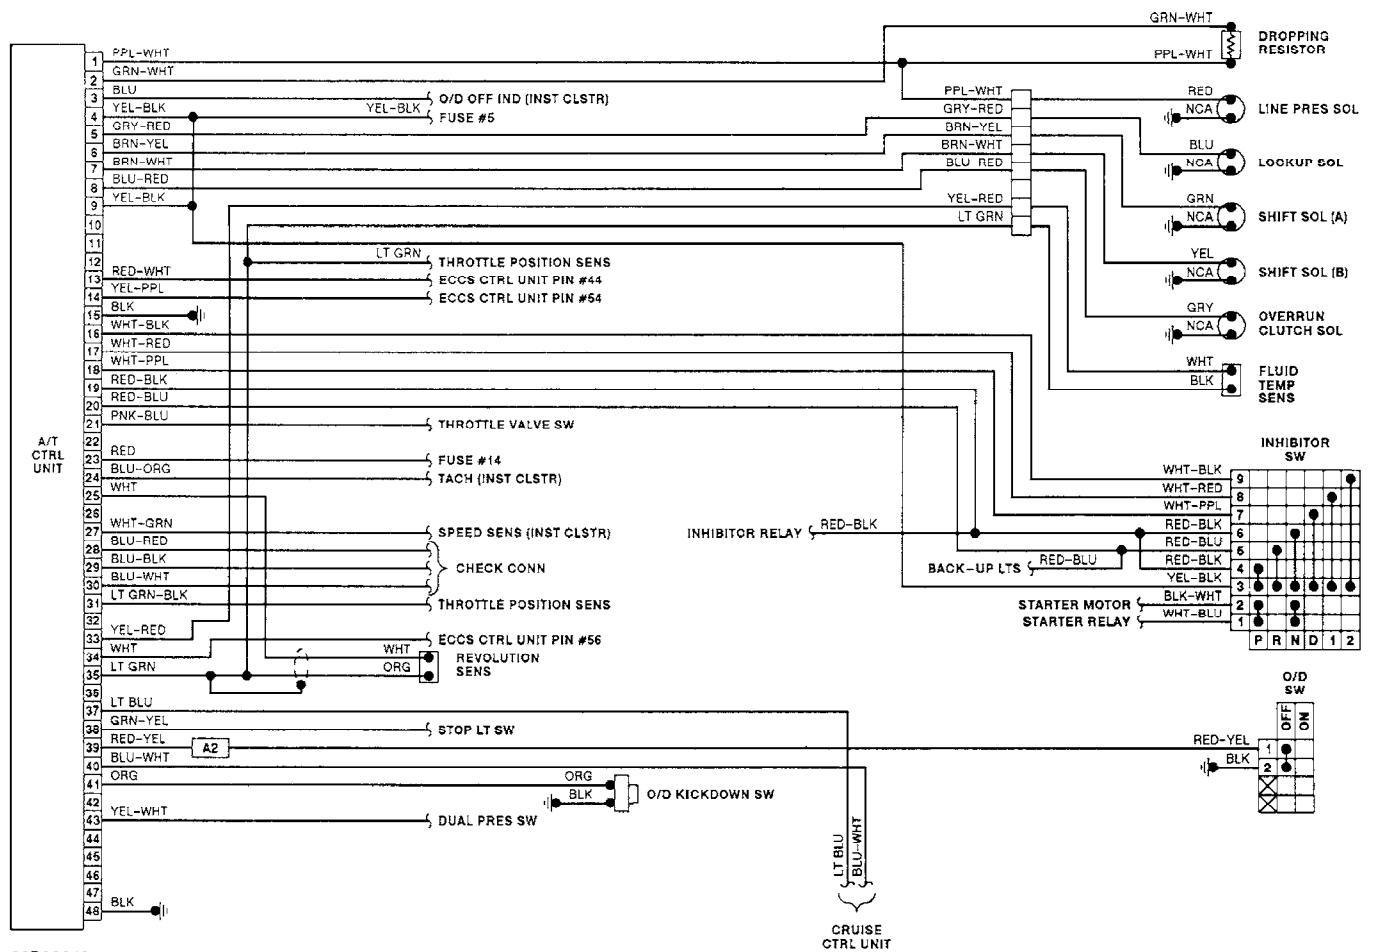 GRN-WHT
DROPPING
RESISTOR
PPL-WHT
1 PPL-WHT
2 GRN-WHT
3 BLU O/D OFF IND (INST CLSTR)
4 YEL-BLK YEL-BLK FUSE #5
5 GRY-RED
6 BRN-YEL
7 BRN-WHT
8 BLU-RED
9 YEL-BLK
10
11
12 LT GRN THROTTLE POSITION SENS
13 RED-WHT ECCS CTRL UNIT PIN #44
14 YEL-PPL ECCS CTRL UNIT PIN #54
15 BLK
16 WHT-BLK
17 WHT-RED
18 WHT-PPL
19 RED-BLK
20 RED-BLU
21 PNK-BLU THROTTLE VALVE SW
22
23 RED FUSE #14
24 BLU-ORG TACH (INST CLSTR)
25 WHT
26
27 WHT-GRN SPEED SENS (INST CLSTR)
28 BLU-RED
29 BLU-BLK CHECK CONN
30 BLU-WHT
31 LT GRN-BLK THROTTLE POSITION SENS
32
33 YEL-RED
34 WHT ECCS CTRL UNIT PIN #56
35 LT GRN
36
37 LT BLU
38 GRN-YEL STOP LT SW
39 RED-YEL A2
40 BLU-WHT
41 ORG
42
43 YEL-WHT DUAL PRES SW
44
45
46
47
48 BLK
A/T
CTRL
UNIT
WHT REVOLUTION
ORG SENS
ORG
BLK
O/D KICKDOWN SW
PPL-WHT
GRY-RED
BRN-YEL
BRN-WHT
BLU-RED
YEL-RED
LT GRN
RED
NCA LINE PRES SOL
BLU
NCA LOCKUP SOL
GRN
NCA SHIFT SOL (A)
YEL
NCA SHIFT SOL (B)
GRY
NCA
OVERRUN
CLUTCH SOL
WHT
BLK
FLUID
TEMP
SENS
INHIBITOR
SW
WHT-BLK 9
WHT-RED 8
WHT-PPL 7
RED-BLK 6
RED-BLU 5
RED-BLK 4
YEL-BLK 3
BLK-WHT 2
WHT-BLU 1
P R N D 1 2
INHIBITOR RELAY RED-BLK
BACK-UP LTS RED-BLU
STARTER MOTOR
STARTER RELAY
O/D
SW
OFF ON
RED-YEL 1
BLK 2
LT BLU
BLU-WHT
CRUISE
CTRL UNIT